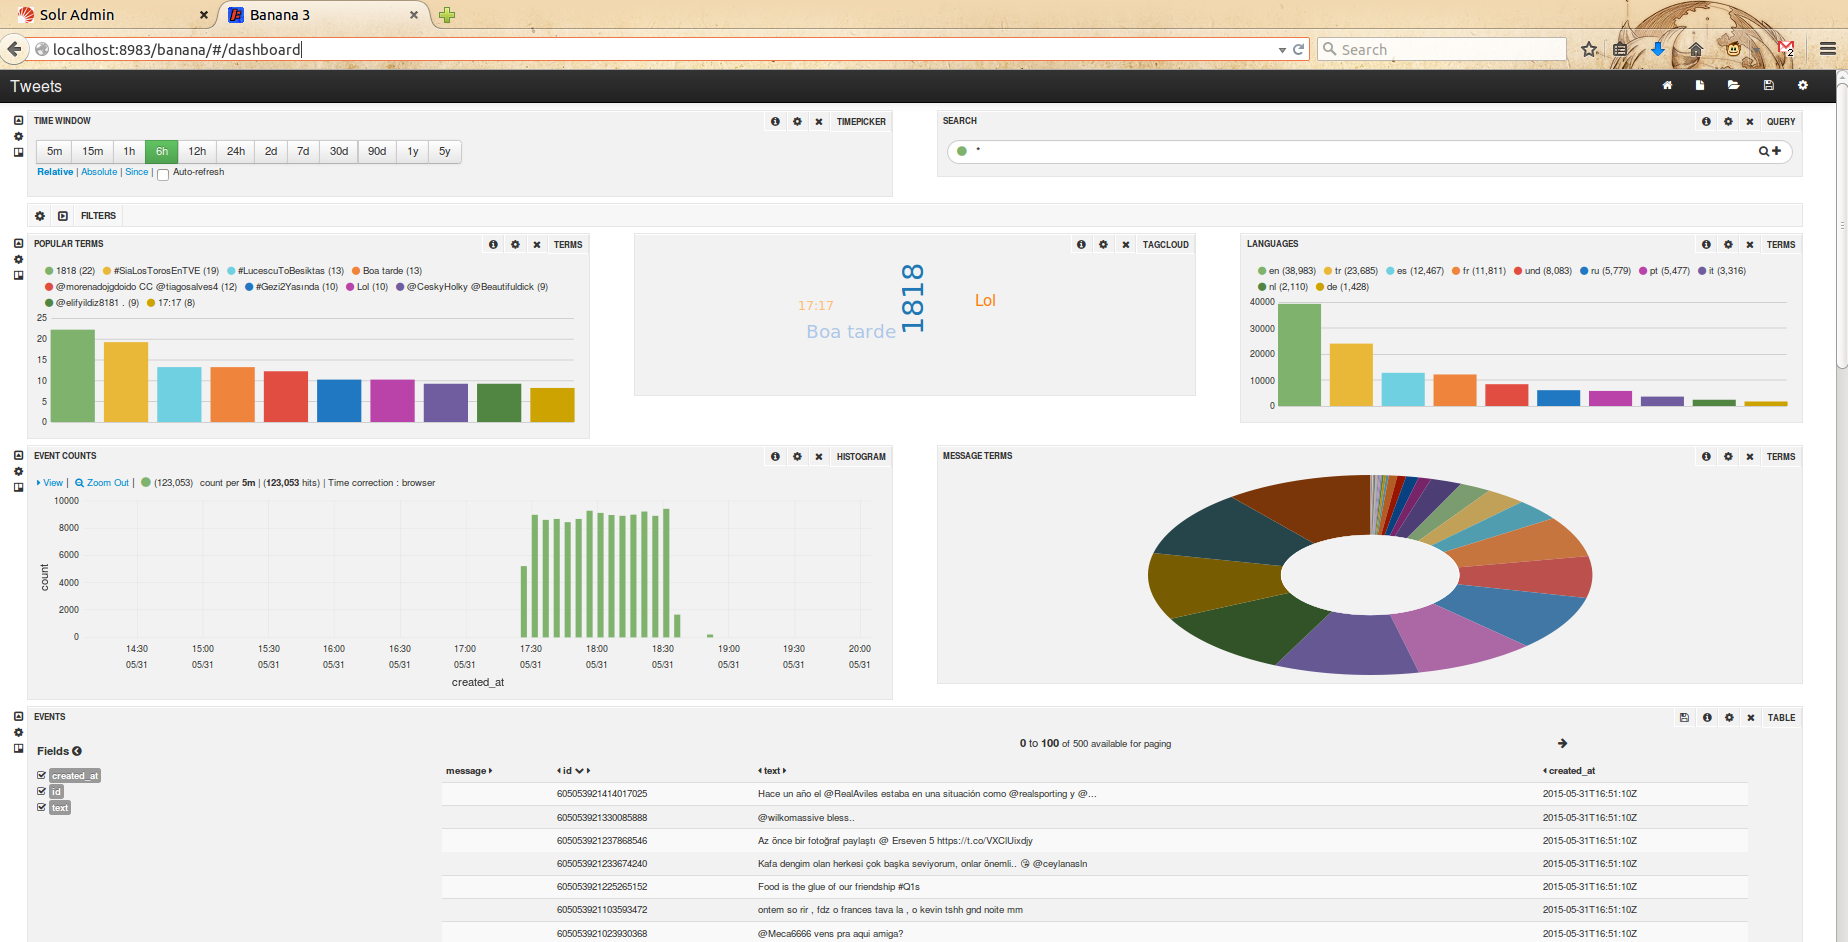 Solr Admin
Banana 3
localhost:8983/banana/#/dashboard
Search
2
Tweets
TIME WINDOW
TIMEPICKER
5m 15m 1h 6h 12h 24h 2d 7d 30d 90d 1y 5y
Relative | Absolute | Since | Auto-refresh
SEARCH
QUERY
*
FILTERS
POPULAR TERMS
TERMS
1818 (22) #SiaLosTorosEnTVE (19) #LucescuToBesiktas (13) Boa tarde (13)
@morenadojgdoido CC @tiagosalves4 (12) #Gezi2Yasında (10) Lol (10) @CeskyHolky @Beautifuldick (9)
@elifyildiz8181 . (9) 17:17 (8)
25
20
15
10
5
0
TAGCLOUD
1818
17:17
Lol
Boa tarde
LANGUAGES
TERMS
en (38,983) tr (23,685) es (12,467) fr (11,811) und (8,083) ru (5,779) pt (5,477) it (3,316)
nl (2,110) de (1,428)
40000
30000
20000
10000
0
EVENT COUNTS
HISTOGRAM
View | Zoom Out | (123,053) count per 5m | (123,053 hits) | Time correction : browser
10000
8000
6000
4000
2000
0
count
14:30 15:00 15:30 16:00 16:30 17:00 17:30 18:00 18:30 19:00 19:30 20:00
05/31 05/31 05/31 05/31 05/31 05/31 05/31 05/31 05/31 05/31 05/31 05/31
created_at
MESSAGE TERMS
TERMS
EVENTS
TABLE
Fields
created_at
id
text
0 to 100 of 500 available for paging
message id text created_at
605053921414017025 Hace un año el @RealAviles estaba en una situación como @realsporting y @... 2015-05-31T16:51:10Z
605053921330085888 @wilkomassive bless.. 2015-05-31T16:51:10Z
605053921237868546 Az önce bir fotoğraf paylaştı @ Erseven 5 https://t.co/VXClUixdjy 2015-05-31T16:51:10Z
605053921233674240 Kafa dengim olan herkesi çok başka seviyorum, onlar önemli.. 😘 @ceylanasln 2015-05-31T16:51:10Z
605053921225265152 Food is the glue of our friendship #Q1s 2015-05-31T16:51:10Z
605053921103593472 ontem so rir , fdz o frances tava la , o kevin tshh gnd noite mm 2015-05-31T16:51:10Z
605053921023930368 @Meca6666 vens pra aqui amiga? 2015-05-31T16:51:10Z